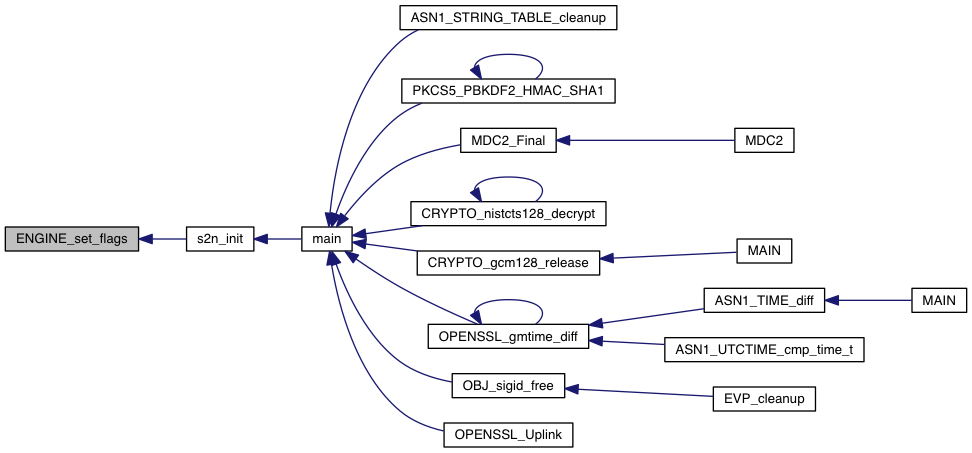 ASN1_STRING_TABLE_cleanup
PKCS5_PBKDF2_HMAC_SHA1
MDC2_Final
MDC2
CRYPTO_nistcts128_decrypt
ENGINE_set_flags
s2n_init
main
CRYPTO_gcm128_release
MAIN
ASN1_TIME_diff
MAIN
OPENSSL_gmtime_diff
ASN1_UTCTIME_cmp_time_t
OBJ_sigid_free
EVP_cleanup
OPENSSL_Uplink